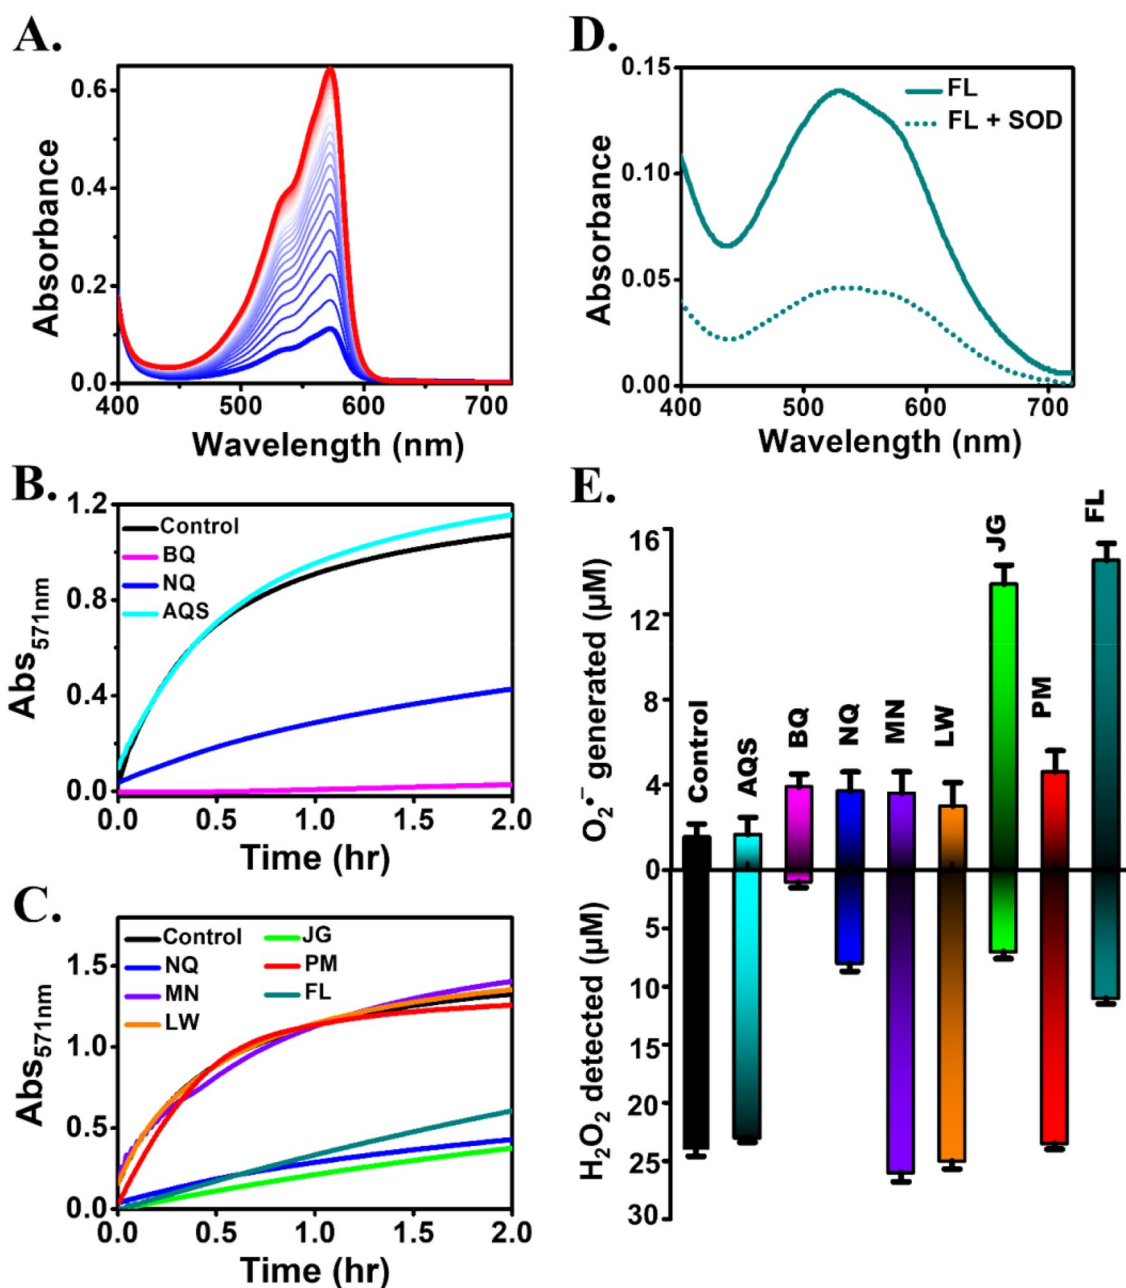 A.
0.6
0.4
0.2
0.0
400 500 600 700
Absorbance
Wavelength (nm)
B.
1.2
0.8
0.4
0.0
0.0 0.5 1.0 1.5 2.0
Abs571nm
Time (hr)
Control
BQ
NQ
AQS
C.
1.5
1.0
0.5
0.0
0.0 0.5 1.0 1.5 2.0
Abs571nm
Time (hr)
Control
NQ
MN
LW
JG
PM
FL
D.
0.15
0.10
0.05
0.00
400 500 600 700
Absorbance
Wavelength (nm)
FL
FL + SOD
E.
16
12
8
4
0
5
10
15
20
25
30
O2•− generated (µM)
H2O2 detected (µM)
Control
AQS
BQ
NQ
MN
LW
JG
PM
FL